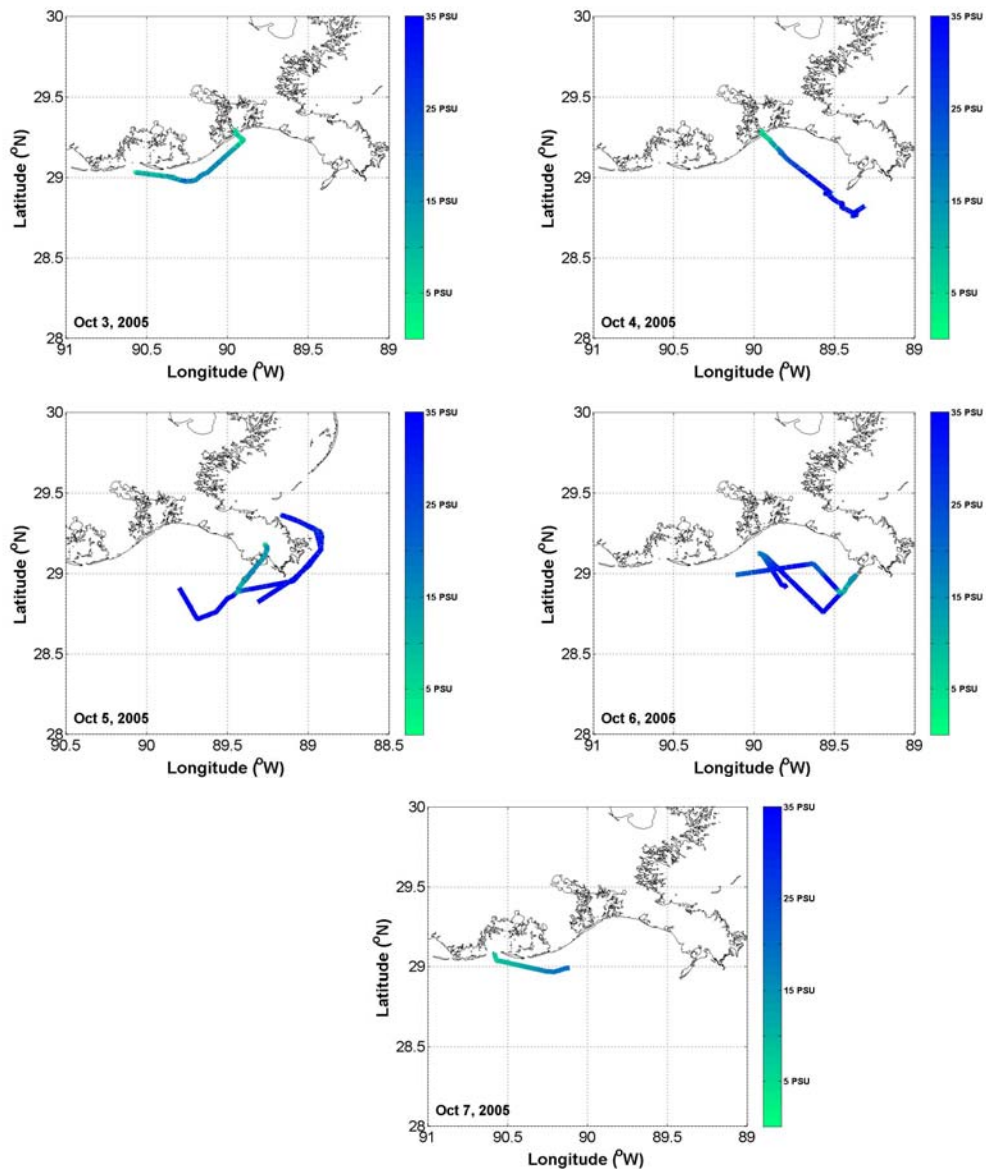 30
35 PSU
29.5
25 PSU
29
15 PSU
28.5
5 PSU
28
Oct 3, 2005
91
90.5
90
89.5
89
Latitude (°N)
Longitude (°W)
30
35 PSU
29.5
25 PSU
29
15 PSU
28.5
5 PSU
28
Oct 4, 2005
91
90.5
90
89.5
89
Latitude (°N)
Longitude (°W)
30
35 PSU
29.5
25 PSU
29
15 PSU
28.5
5 PSU
28
Oct 5, 2005
90.5
90
89.5
89
88.5
Latitude (°N)
Longitude (°W)
30
35 PSU
29.5
25 PSU
29
15 PSU
28.5
5 PSU
28
Oct 6, 2005
91
90.5
90
89.5
89
Latitude (°N)
Longitude (°W)
30
35 PSU
29.5
25 PSU
29
15 PSU
28.5
5 PSU
28
Oct 7, 2005
91
90.5
90
89.5
89
Latitude (°N)
Longitude (°W)